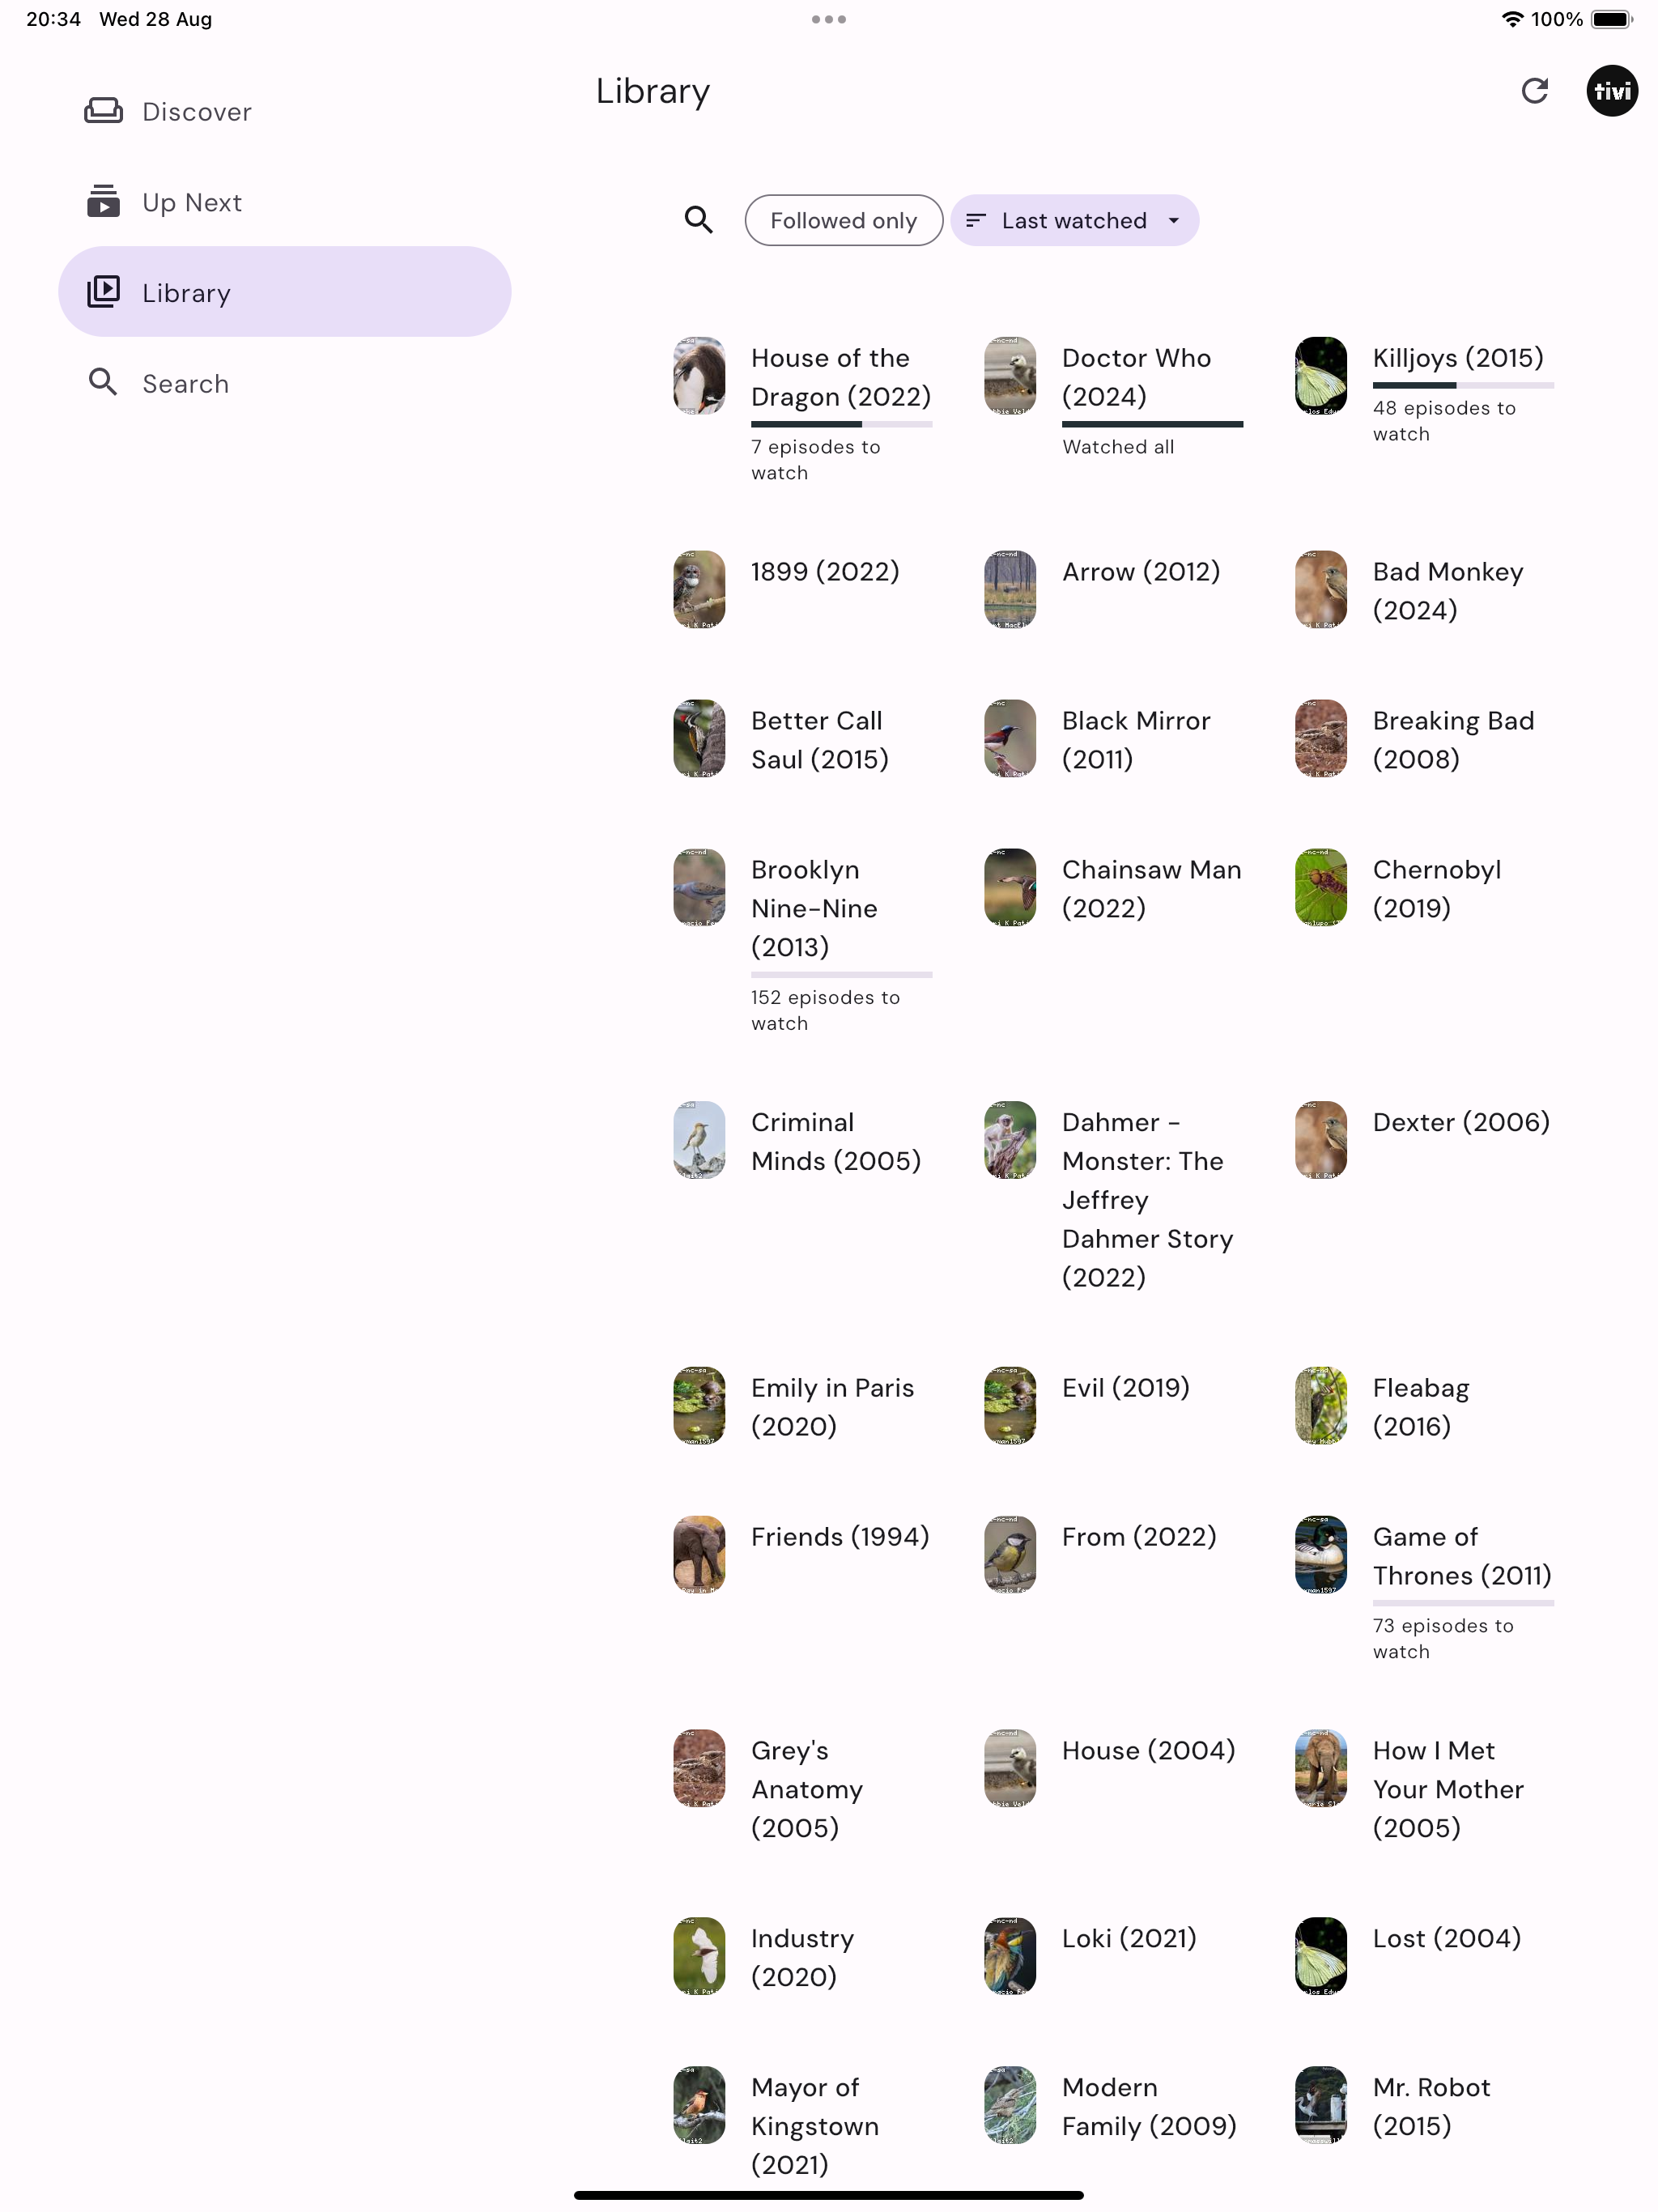 20:34 Wed 28 Aug
100%
Discover
Up Next
Library
Search
Library
tivi
Followed only
Last watched
House of the
Dragon (2022)
7 episodes to
watch
Doctor Who
(2024)
Watched all
Killjoys (2015)
48 episodes to
watch
1899 (2022)
Arrow (2012)
Bad Monkey
(2024)
Better Call
Saul (2015)
Black Mirror
(2011)
Breaking Bad
(2008)
Brooklyn
Nine-Nine
(2013)
152 episodes to
watch
Chainsaw Man
(2022)
Chernobyl
(2019)
Criminal
Minds (2005)
Dahmer -
Monster: The
Jeffrey
Dahmer Story
(2022)
Dexter (2006)
Emily in Paris
(2020)
Evil (2019)
Fleabag
(2016)
Friends (1994)
From (2022)
Game of
Thrones (2011)
73 episodes to
watch
Grey's
Anatomy
(2005)
House (2004)
How I Met
Your Mother
(2005)
Industry
(2020)
Loki (2021)
Lost (2004)
Mayor of
Kingstown
(2021)
Modern
Family (2009)
Mr. Robot
(2015)